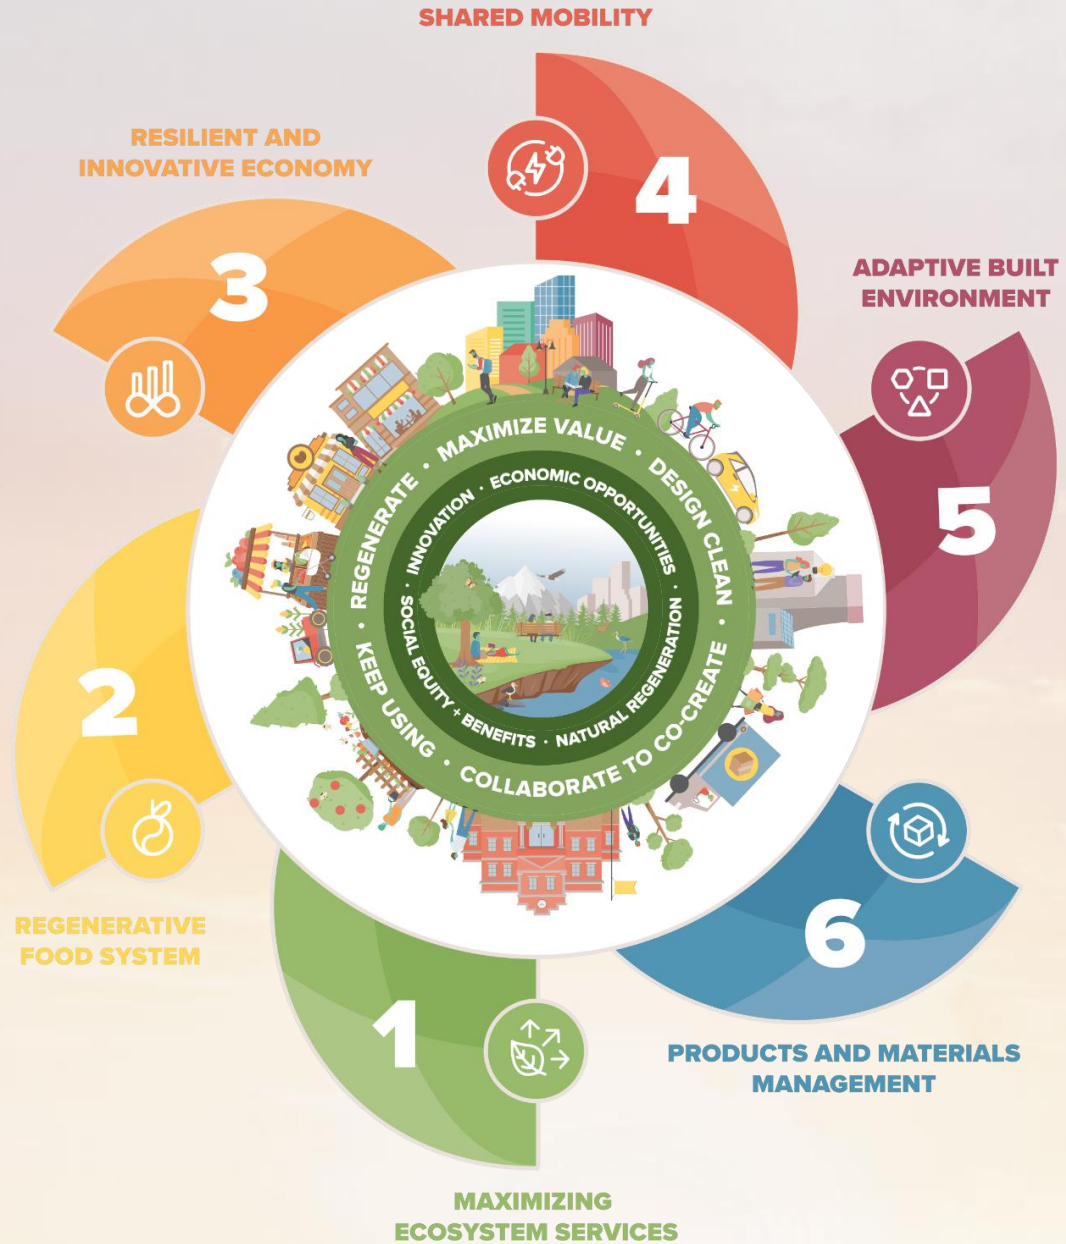 SHARED MOBILITY
4
RESILIENT AND
INNOVATIVE ECONOMY
3
ADAPTIVE BUILT
ENVIRONMENT
5
2
REGENERATIVE
FOOD SYSTEM
1
MAXIMIZING
ECOSYSTEM SERVICES
6
PRODUCTS AND MATERIALS
MANAGEMENT
REGENERATE · MAXIMIZE VALUE · DESIGN CLEAN · COLLABORATE TO CO-CREATE · KEEP USING ·
INNOVATION · ECONOMIC OPPORTUNITIES · NATURAL REGENERATION · SOCIAL EQUITY + BENEFITS ·